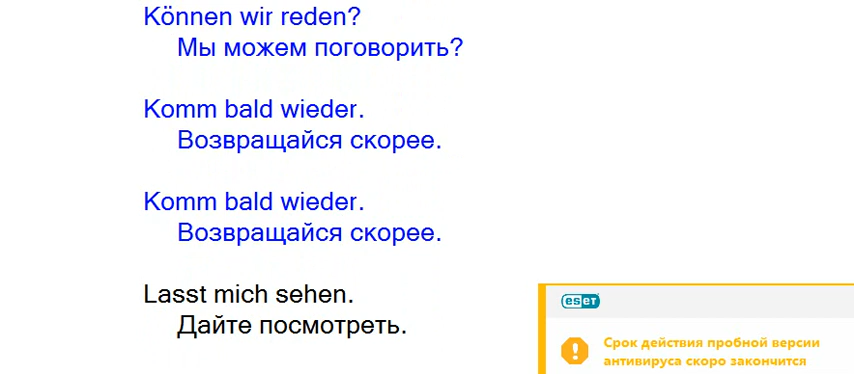 Können wir reden?
Мы можем поговорить?
Komm bald wieder.
Возвращайся скорее.
Komm bald wieder.
Возвращайся скорее.
Lasst mich sehen.
Дайте посмотреть.
eset
Срок действия пробной версии
антивируса скоро закончится